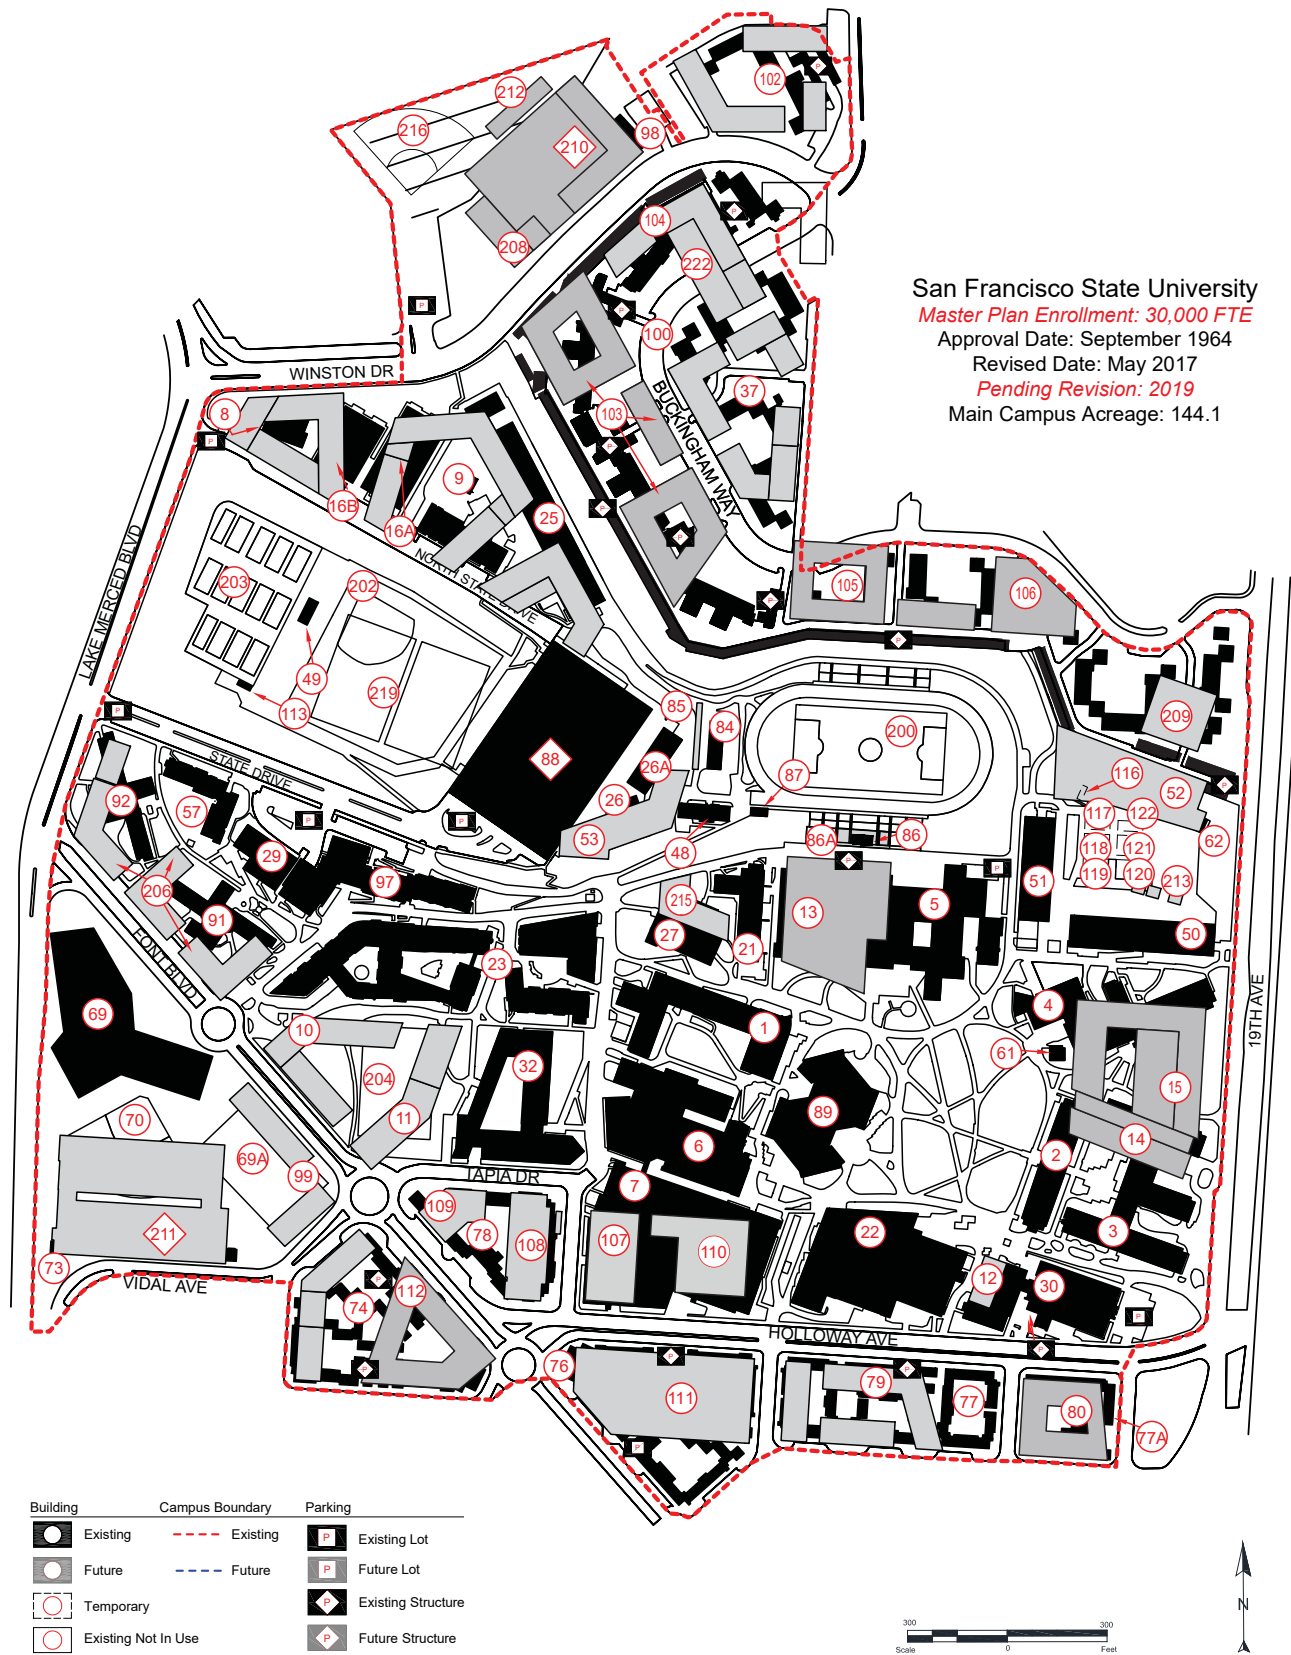 102
212
216
98
210
104
208
222
San Francisco State University
Master Plan Enrollment: 30,000 FTE
Approval Date: September 1964
Revised Date: May 2017
Pending Revision: 2019
Main Campus Acreage: 144.1
P
P
P
P
100
WINSTON DR
BUCKINGHAM WAY
37
8
103
P
P
9
16B
16A
25
P
P
NORTH STATE DRIVE
LAKE MERCED BLVD
203
202
105
106
P
P
49
219
113
85
84
200
209
P
STATE DRIVE
88
26A
87
116
52
P
92
57
26
117
122
P
P
53
48
86A
86
62
118
121
29
P
P
97
51
119
120
213
206
215
13
5
91
27
21
50
FONT BLVD
23
69
10
1
4
19TH AVE
61
32
204
15
70
11
89
69A
6
14
99
TAPIA DR
7
2
109
78
108
107
110
22
3
211
73
VIDAL AVE
P
12
30
74
112
P
P
HOLLOWAY AVE
P
P
P
P
76
79
111
77
80
77A
P
Building
Campus Boundary
Parking
Existing
Existing
P
Existing Lot
Future
Future
P
Future Lot
Temporary
P
Existing Structure
Existing Not In Use
P
Future Structure
N
300
300
Scale
0
Feet